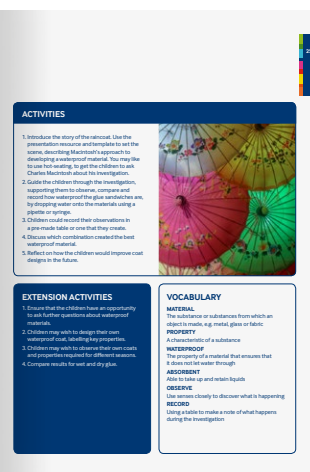 ACTIVITIES
1. Introduce the story of the raincoat. Use the
presentation resource and template to set the
scene, describing Macintosh's approach to
developing a waterproof material. You may like
to use hot-seating, to get the children to ask
Charles Macintosh about his investigation.
2. Guide the children through the investigation,
supporting them to observe, compare and
record how waterproof the glue sandwiches are,
by dropping water onto the materials using a
pipette or syringe.
3. Children could record their observations in
a pre-made table or one that they create.
4. Discuss which combination created the best
waterproof material.
5. Reflect on how the children would improve coat
designs in the future.
EXTENSION ACTIVITIES
1. Ensure that the children have an opportunity
to ask further questions about waterproof
materials.
2. Children may wish to design their own
waterproof coat, labelling key properties.
3. Children may wish to observe their own coats
and properties required for different seasons.
4. Compare results for wet and dry glue.
VOCABULARY
MATERIAL
The substance or substances from which an
object is made, e.g. metal, glass or fabric
PROPERTY
A characteristic of a substance
WATERPROOF
The property of a material that ensures that
it does not let water through
ABSORBENT
Able to take up and retain liquids
OBSERVE
Use senses closely to discover what is happening
RECORD
Using a table to make a note of what happens
during the investigation